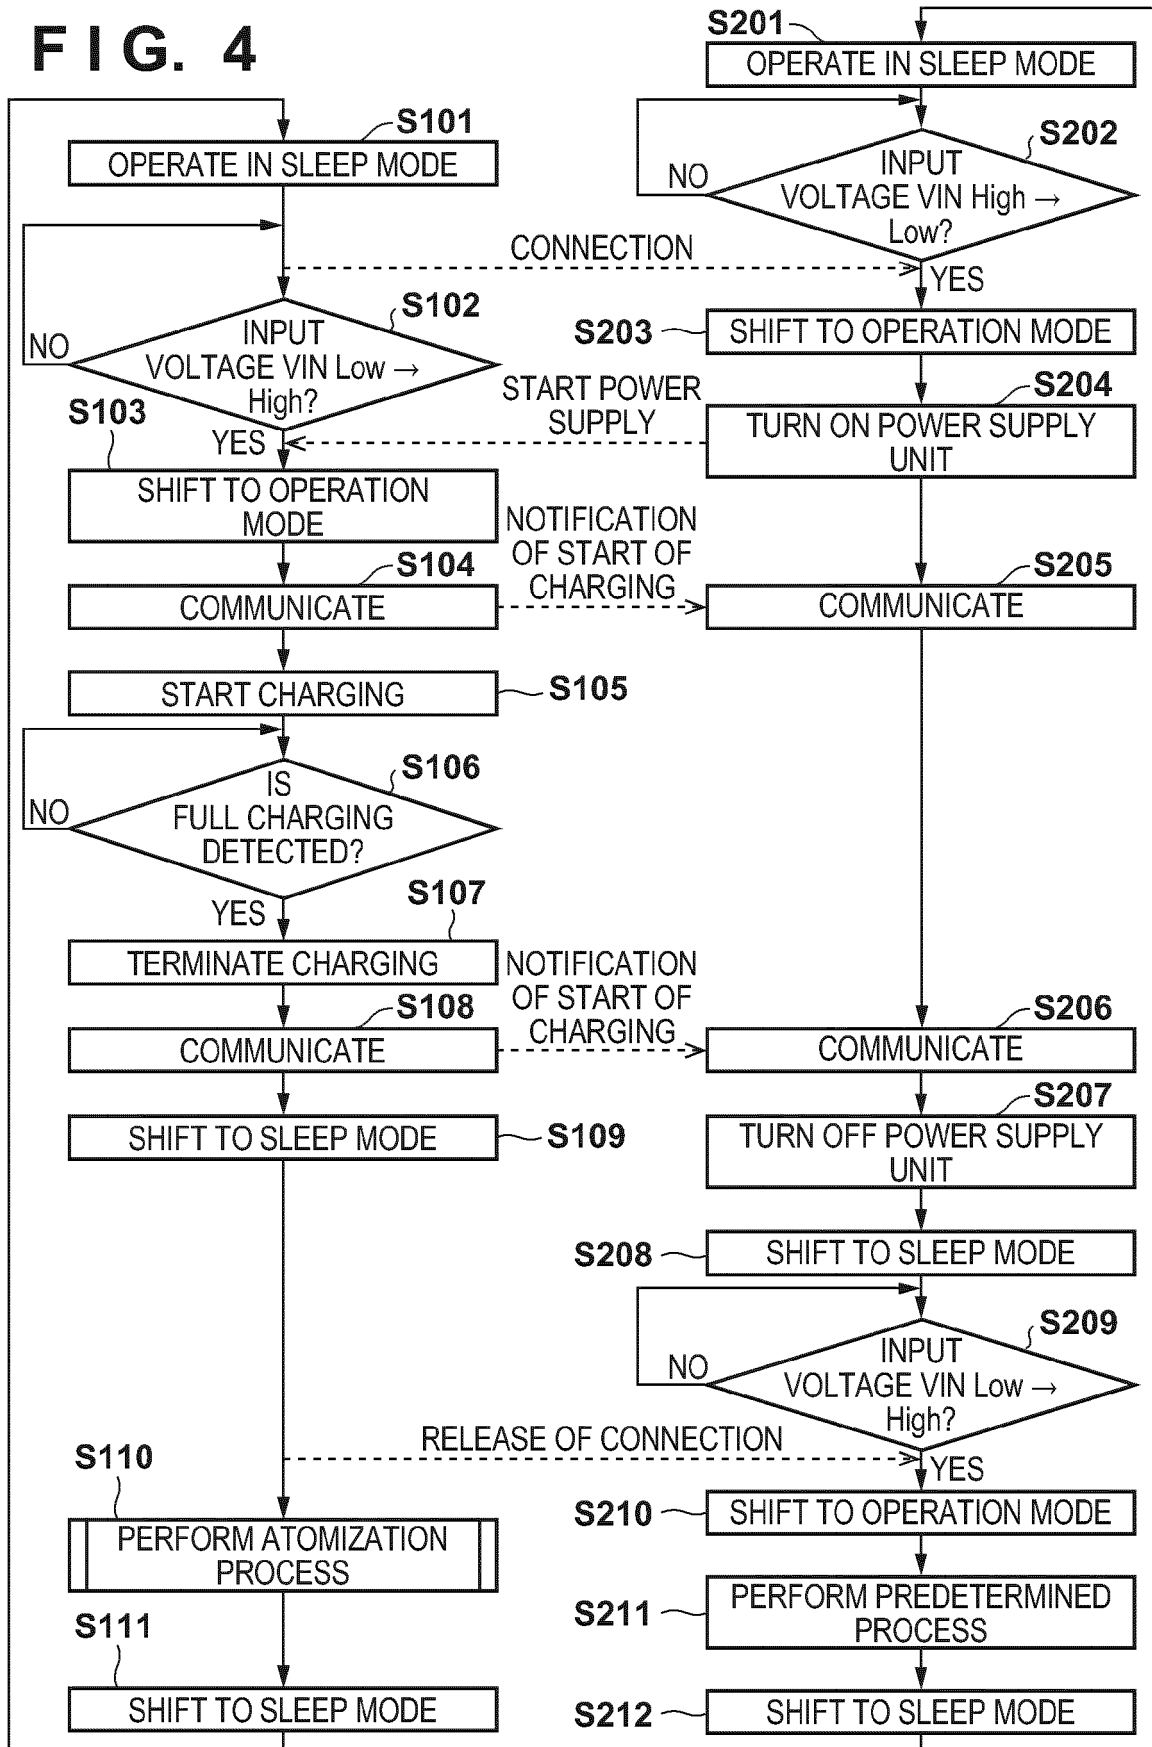 FIG. 4
S101
OPERATE IN SLEEP MODE
S102
INPUT
VOLTAGE VIN Low →
High?
NO
YES
S103
SHIFT TO OPERATION
MODE
S104
COMMUNICATE
START CHARGING
S105
S106
IS
FULL CHARGING
DETECTED?
NO
YES
S107
TERMINATE CHARGING
S108
COMMUNICATE
SHIFT TO SLEEP MODE
S109
S110
PERFORM ATOMIZATION
PROCESS
S111
SHIFT TO SLEEP MODE
CONNECTION
START POWER
SUPPLY
NOTIFICATION
OF START OF
CHARGING
NOTIFICATION
OF START OF
CHARGING
RELEASE OF CONNECTION
S201
OPERATE IN SLEEP MODE
S202
INPUT
VOLTAGE VIN High →
Low?
NO
YES
S203
SHIFT TO OPERATION MODE
S204
TURN ON POWER SUPPLY
UNIT
S205
COMMUNICATE
S206
COMMUNICATE
S207
TURN OFF POWER SUPPLY
UNIT
S208
SHIFT TO SLEEP MODE
S209
INPUT
VOLTAGE VIN Low →
High?
NO
YES
S210
SHIFT TO OPERATION MODE
S211
PERFORM PREDETERMINED
PROCESS
S212
SHIFT TO SLEEP MODE